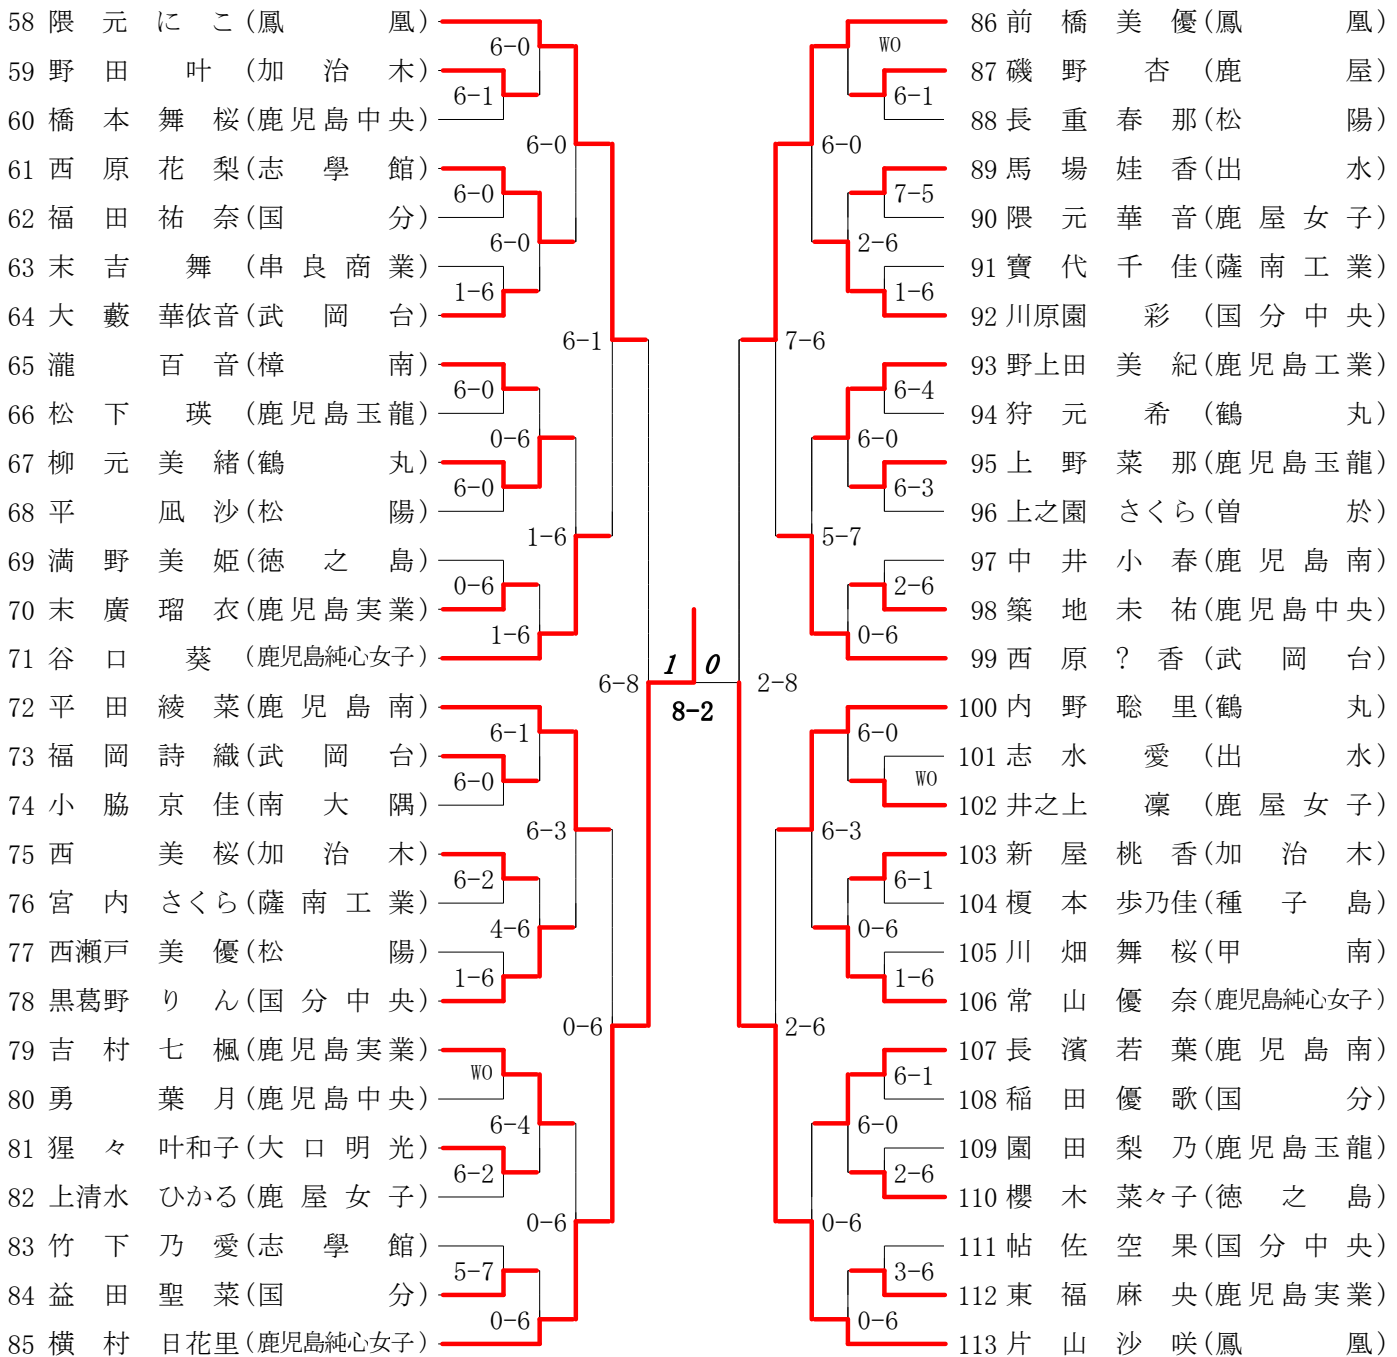 58 隈元にこ(鳳凰)
59 野田叶(加治木)
60 橋本舞桜(鹿児島中央)
61 西原花梨(志學館)
62 福田祐奈(国分)
63 末吉舞(串良商業)
64 大藪華依音(武岡台)
65 瀧百音(樟南)
66 松下瑛(鹿児島玉龍)
67 柳元美緒(鶴丸)
68 平凪沙(松陽)
69 満野美姫(徳之島)
70 末廣瑠衣(鹿児島実業)
71 谷口葵(鹿児島純心女子)
72 平田綾菜(鹿児島南)
73 福岡詩織(武岡台)
74 小脇京佳(南大隅)
75 西美桜(加治木)
76 宮内さくら(薩南工業)
77 西瀬戸美優(松陽)
78 黒葛野りん(国分中央)
79 吉村七楓(鹿児島実業)
80 勇葉月(鹿児島中央)
81 猩々叶和子(大口明光)
82 上清水ひかる(鹿屋女子)
83 竹下乃愛(志學館)
84 益田聖菜(国分)
85 横村日花里(鹿児島純心女子)
6-0
6-1
6-0
6-0
6-0
1-6
6-1
6-0
0-6
6-0
1-6
0-6
1-6
6-8
6-1
6-0
6-3
6-2
4-6
1-6
0-6
WO
6-4
6-2
0-6
5-7
0-6
1 0
8-2
86 前橋美優(鳳凰)
87 磯野杏(鹿屋)
88 長重春那(松陽)
89 馬場娃香(出水)
90 隈元華音(鹿屋女子)
91 寶代千佳(薩南工業)
92 川原園彩(国分中央)
93 野上田美紀(鹿児島工業)
94 狩元希(鶴丸)
95 上野菜那(鹿児島玉龍)
96 上之園さくら(曽於)
97 中井小春(鹿児島南)
98 築地未祐(鹿児島中央)
99 西原?香(武岡台)
100 内野聡里(鶴丸)
101 志水愛(出水)
102 井之上凜(鹿屋女子)
103 新屋桃香(加治木)
104 榎本歩乃佳(種子島)
105 川畑舞桜(甲南)
106 常山優奈(鹿児島純心女子)
107 長濱若葉(鹿児島南)
108 稲田優歌(国分)
109 園田梨乃(鹿児島玉龍)
110 櫻木菜々子(徳之島)
111 帖佐空果(国分中央)
112 東福麻央(鹿児島実業)
113 片山沙咲(鳳凰)
WO
6-1
6-0
7-5
2-6
1-6
7-6
6-4
6-0
6-3
5-7
2-6
0-6
2-8
6-0
WO
6-3
6-1
0-6
1-6
2-6
6-1
6-0
2-6
0-6
3-6
0-6